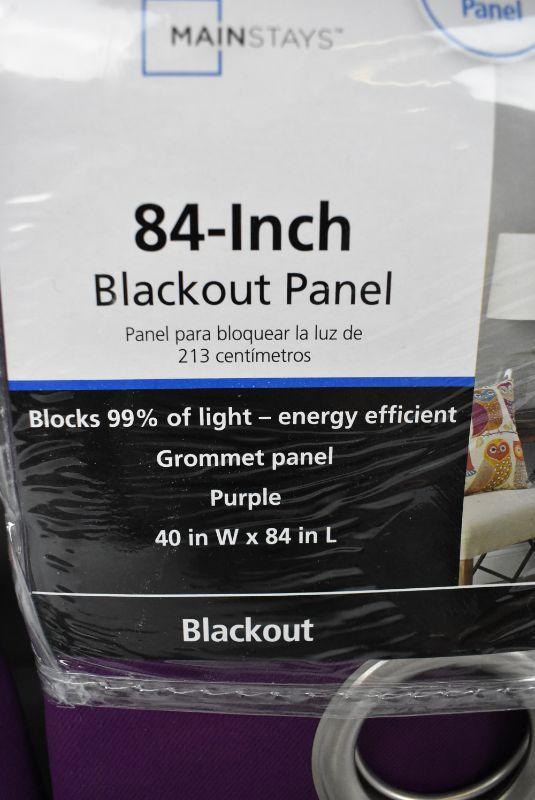 Panel
MAINSTAYS™
84-Inch
Blackout Panel
Panel para bloquear la luz de
213 centímetros
Blocks 99% of light – energy efficient
Grommet panel
Purple
40 in W x 84 in L
Blackout